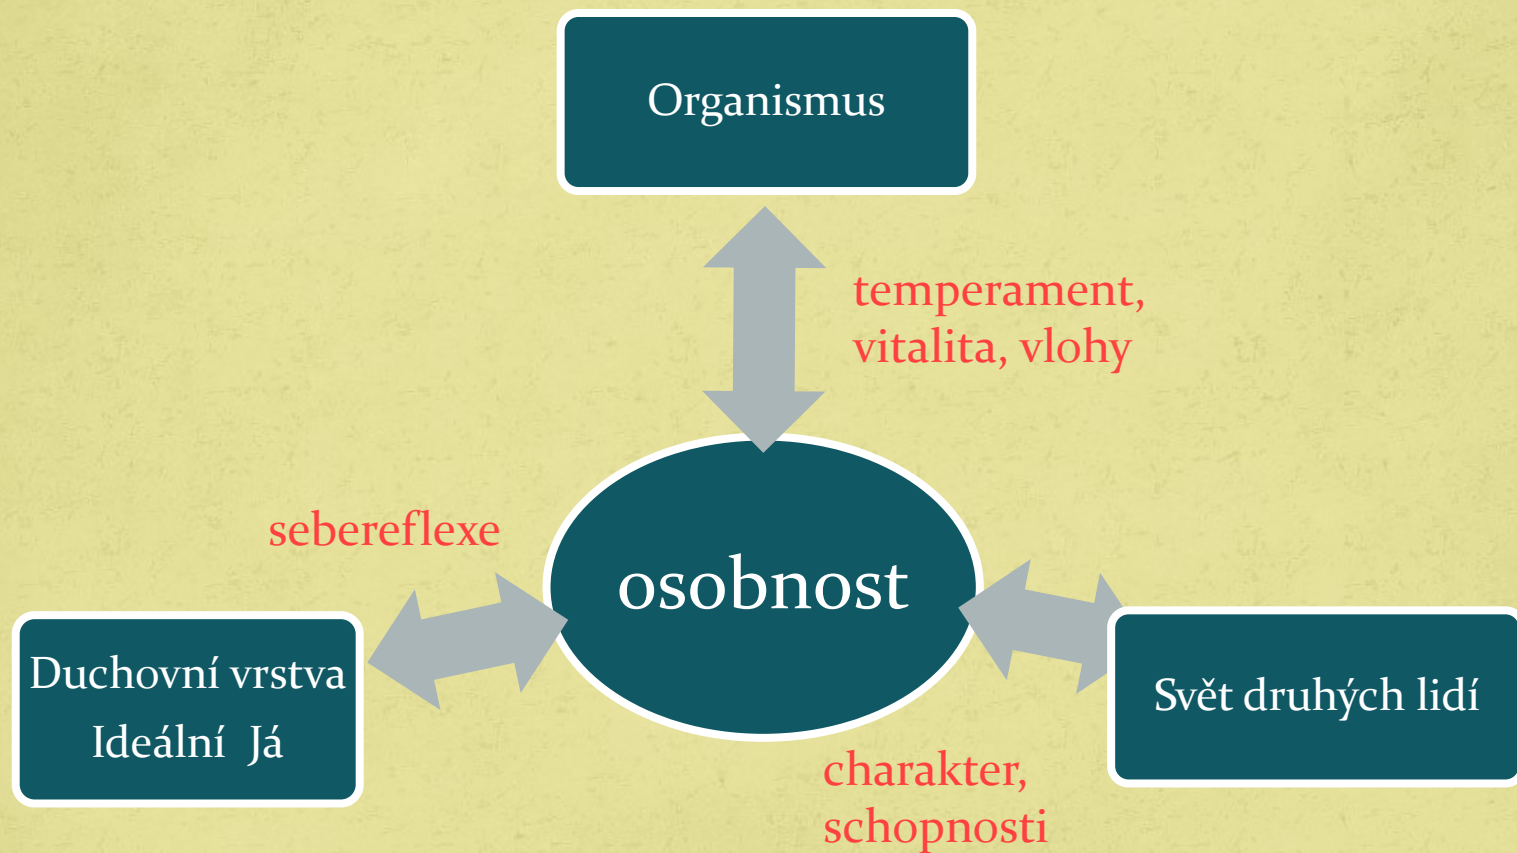 Organismus
temperament,
vitalita, vlohy
sebereflexe
osobnost
Duchovní vrstva
Ideální Já
Svět druhých lidí
charakter,
schopnosti